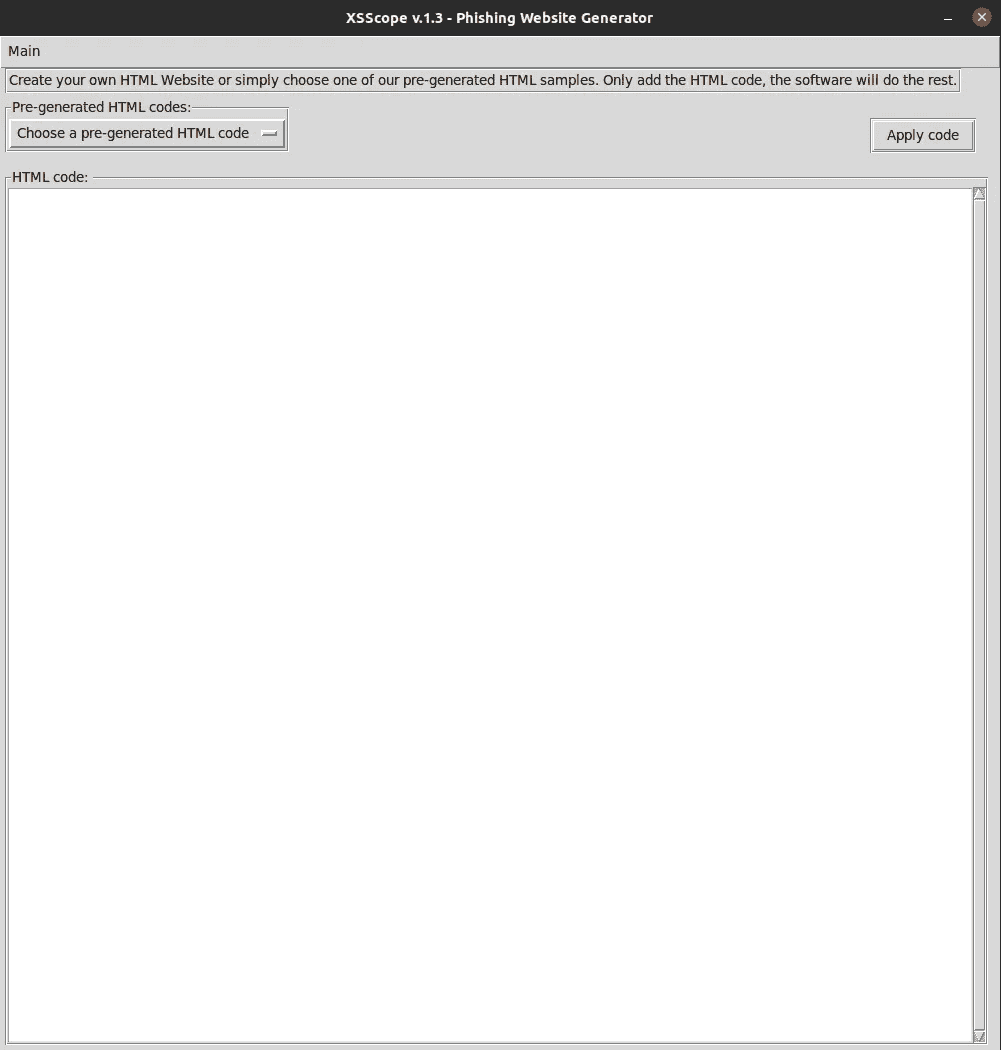 XSScope v.1.3 - Phishing Website Generator
Main
Create your own HTML Website or simply choose one of our pre-generated HTML samples. Only add the HTML code, the software will do the rest.
Pre-generated HTML codes:
Choose a pre-generated HTML code
Apply code
HTML code: